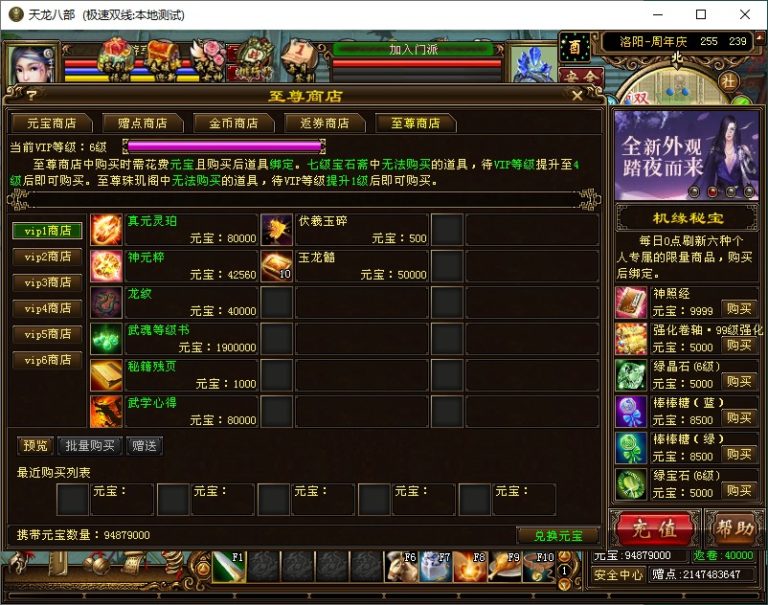 天龙八部 (极速双线:本地测试)
加入门派
洛阳-周年庆 255 239
北
安全
? 至尊商店
元宝商店 赠点商店 金币商店 返券商店 至尊商店
当前VIP等级：6级
至尊商店中购买时需花费元宝且购买后道具绑定。七级宝石斋中无法购买的道具，待VIP等级提升至4
级后即可购买。至尊珠玑阁中无法购买的道具，待VIP等级提升1级后即可购买。
vip1商店
vip2商店
vip3商店
vip4商店
vip5商店
vip6商店
真元灵珀
元宝：80000
伏羲玉碎
元宝：500
神元粹
元宝：42560
10
玉龙髓
元宝：50000
龙纹
元宝：40000
武魂等级书
元宝：1900000
秘籍残页
元宝：1000
武学心得
元宝：80000
预览 批量购买 赠送
最近购买列表
元宝： 元宝： 元宝： 元宝： 元宝：
携带元宝数量：94879000
兑换元宝
全新外观
踏夜而来
机缘秘宝
每日0点刷新六种个
人专属的限量商品，购买
后绑定。
神照经
元宝：9999 购买
强化卷轴·99级强化
元宝：5000 购买
绿晶石(6级)
元宝：5000 购买
棒棒糖(蓝)
元宝：8500 购买
棒棒糖(绿)
元宝：8500 购买
绿宝石(6级)
元宝：5000 购买
充值 帮助
F1 F6 F7 F8 F9 F10
1
元宝:94879000 返卷:40000
安全中心 赠点:2147483647